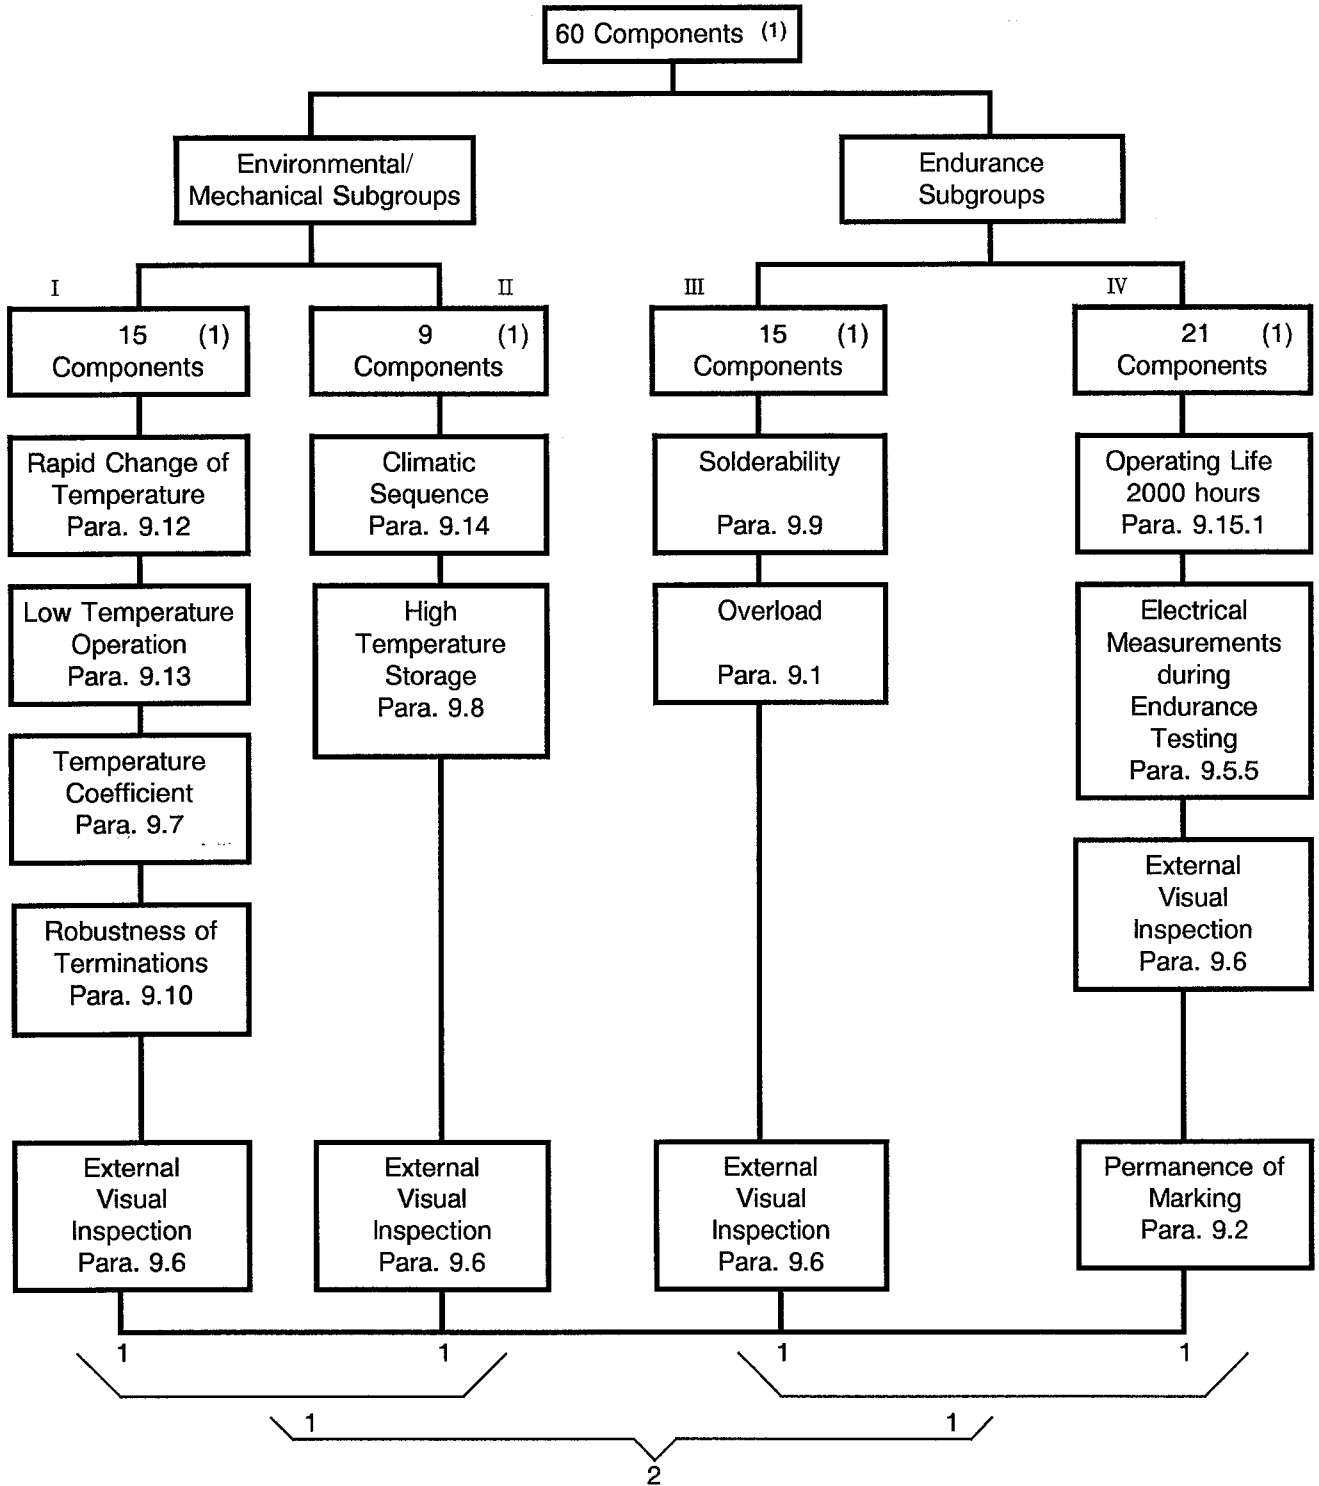 60 Components (1)
Environmental/
Mechanical Subgroups
Endurance
Subgroups
I
15 (1)
Components
Rapid Change of
Temperature
Para. 9.12
Low Temperature
Operation
Para. 9.13
Temperature
Coefficient
Para. 9.7
Robustness of
Terminations
Para. 9.10
External
Visual
Inspection
Para. 9.6
II
9 (1)
Components
Climatic
Sequence
Para. 9.14
High
Temperature
Storage
Para. 9.8
External
Visual
Inspection
Para. 9.6
III
15 (1)
Components
Solderability
Para. 9.9
Overload
Para. 9.1
External
Visual
Inspection
Para. 9.6
IV
21 (1)
Components
Operating Life
2000 hours
Para. 9.15.1
Electrical
Measurements
during
Endurance
Testing
Para. 9.5.5
External
Visual
Inspection
Para. 9.6
Permanence of
Marking
Para. 9.2
1 1 1 1
1 1
2